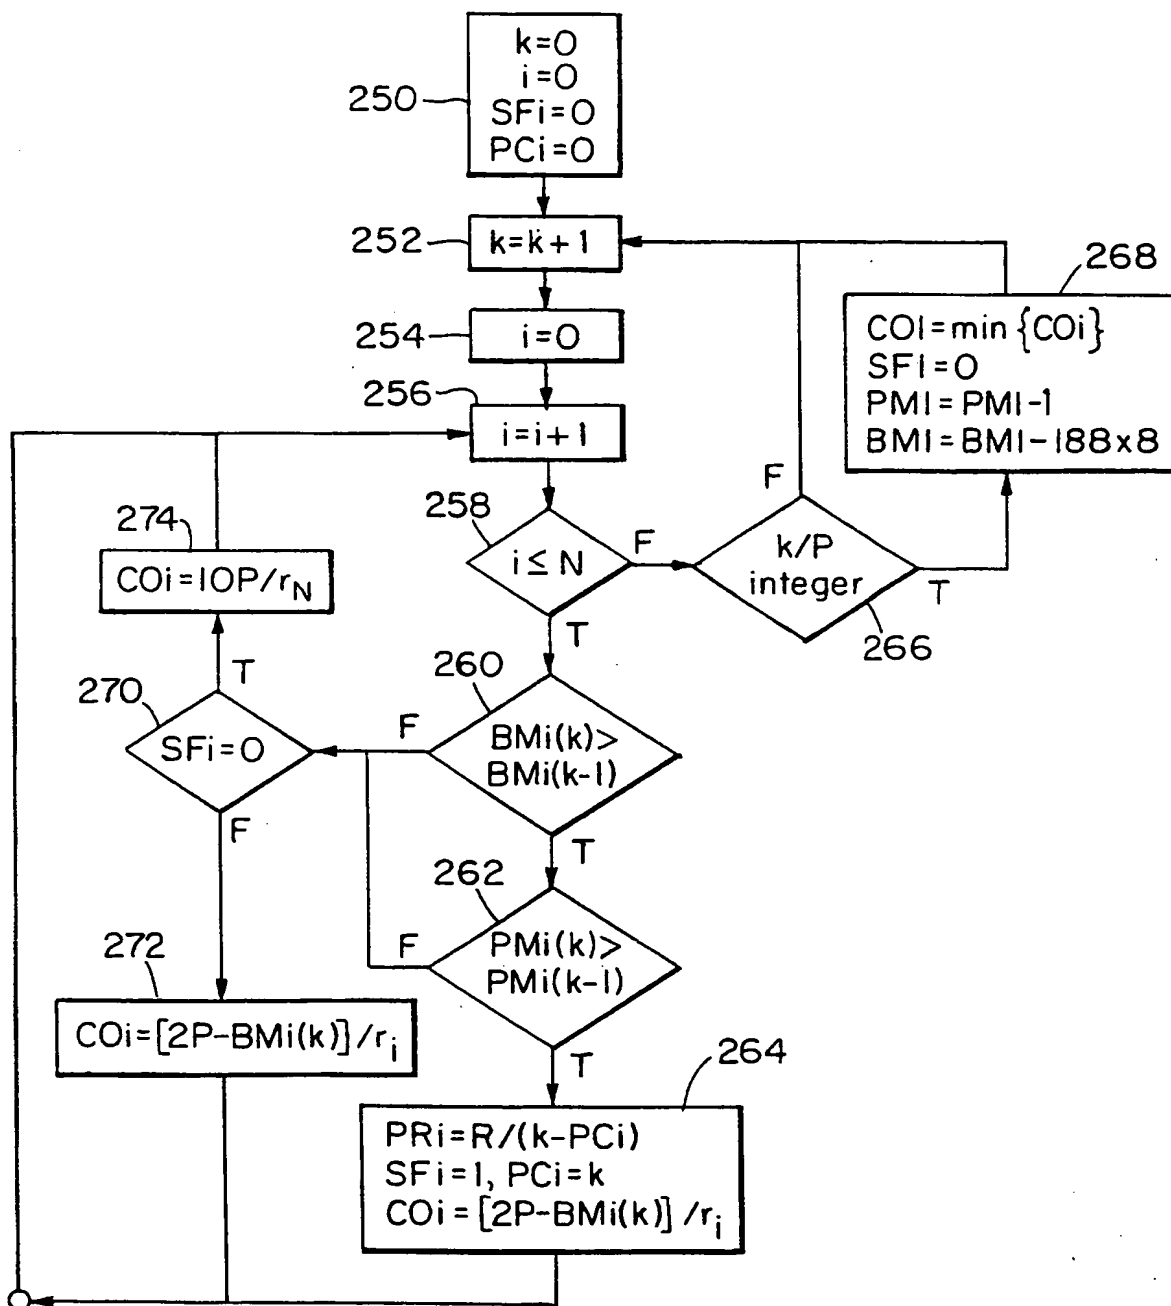 k=0
i=0
250
SFi=0
PCi=0
252
k=k+1
268
254
i=0
COI=min {COi}
SFI=0
PMI=PMI-1
BMI=BMI-188x8
256
i=i+1
F
274
258
COi=10P/rN
i≤N
F
k/P
integer
T
T
266
T
260
270
F
SFi=0
BMi(k)>
BMi(k-1)
F
T
262
272
F
PMi(k)>
PMi(k-1)
COi=[2P-BMi(k)]/ri
T
264
PRi=R/(k-PCi)
SFi=1, PCi=k
COi=[2P-BMi(k)]/ri